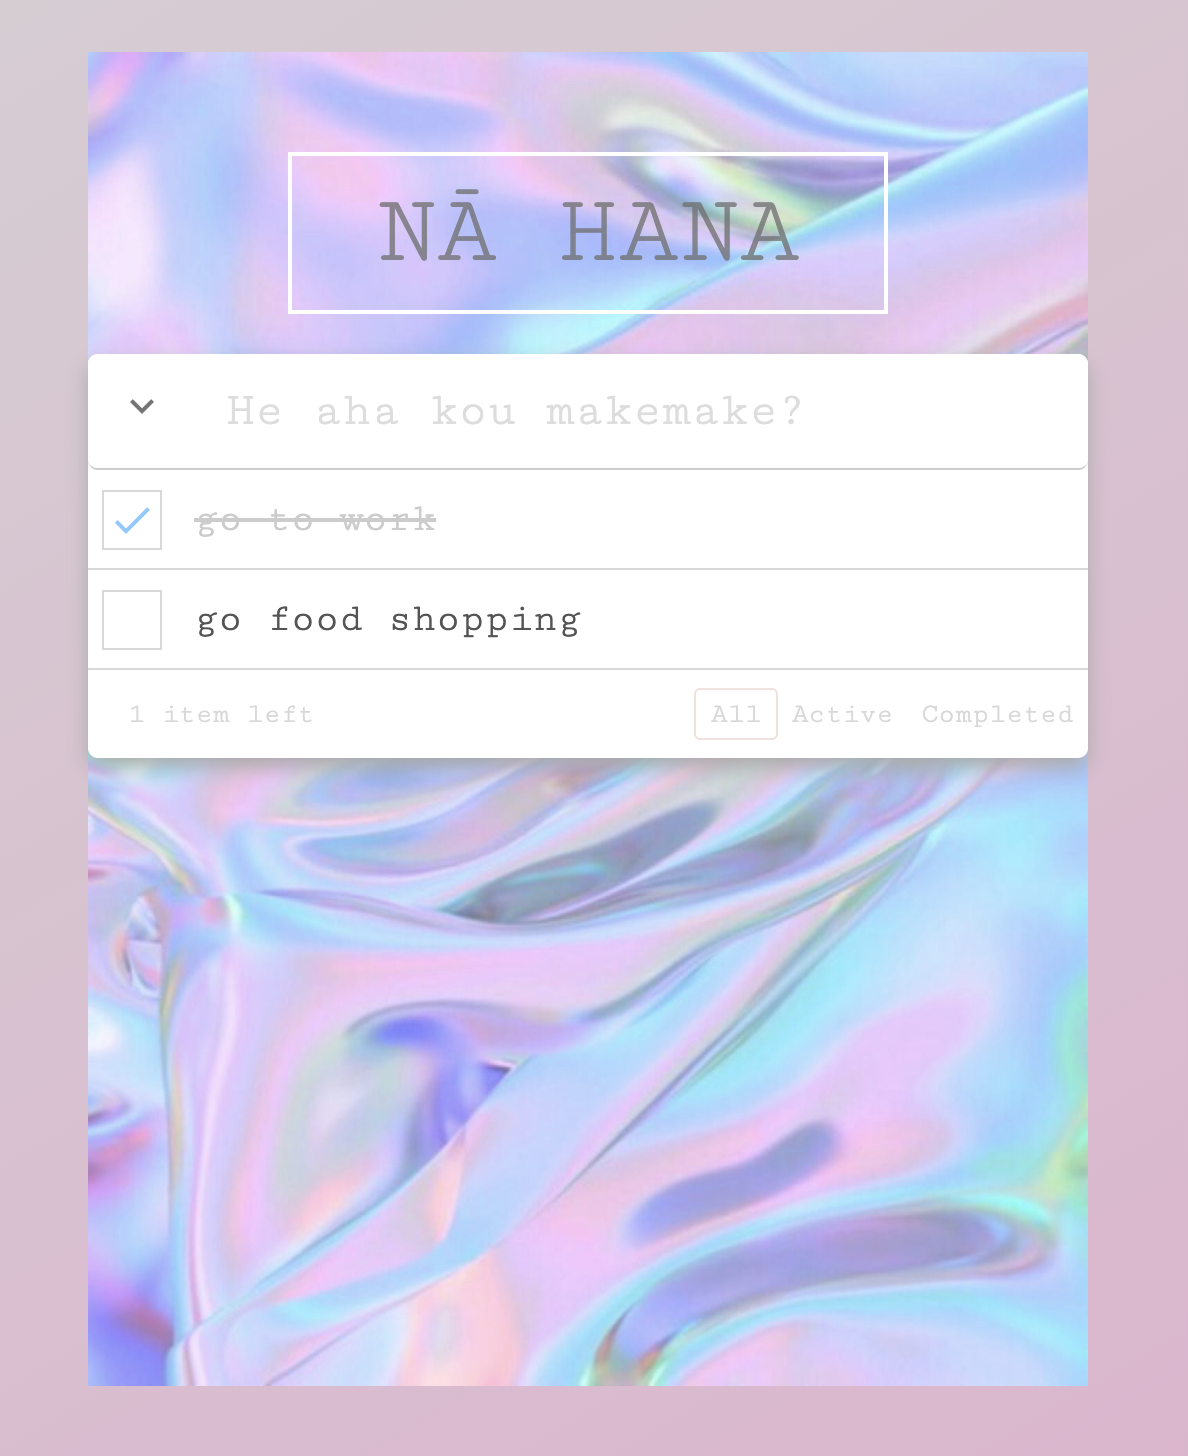 NĀ HANA
He aha kou makemake?
go to work
go food shopping
1 item left All Active Completed